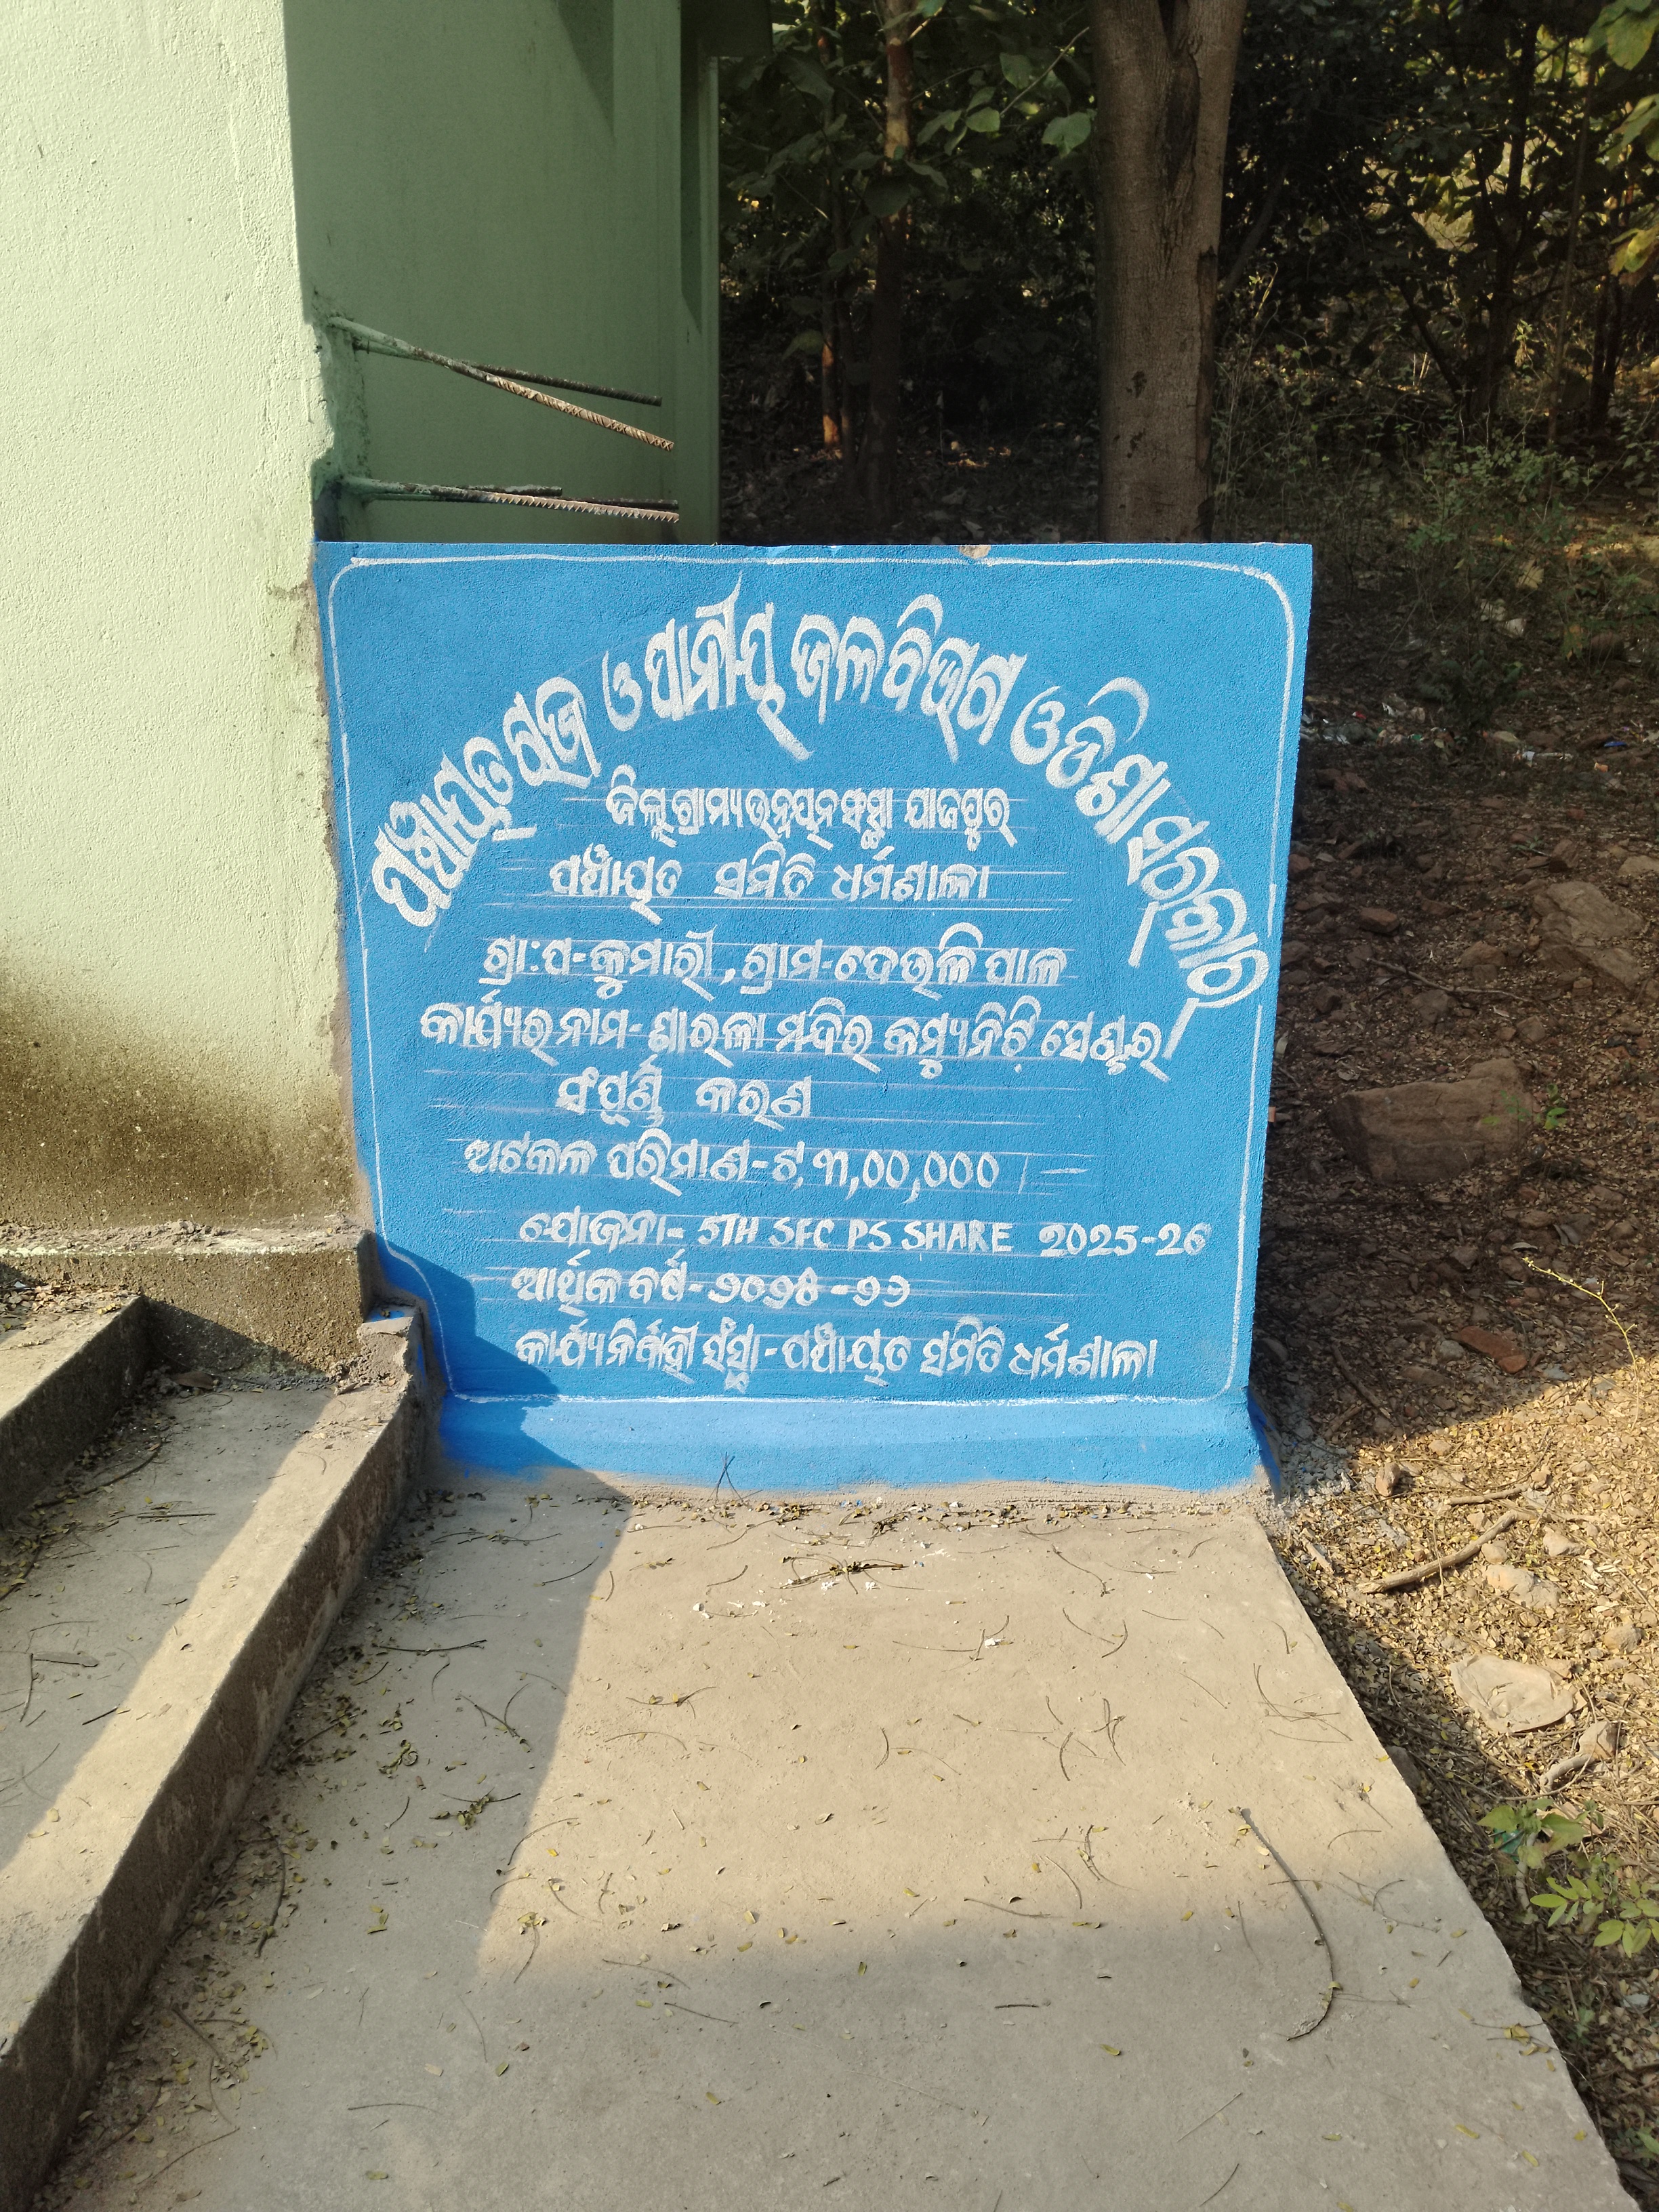 ପଞ୍ଚାୟତ ରାଜ ଓ ପାନୀୟ ଜଳ ବିଭାଗ ଓଡିଶା ସରକାର
ଜିଲ୍ଲା ଗ୍ରାମ୍ୟ ଉନ୍ନୟନ ସଂସ୍ଥା ଯାଜପୁର
ପଞ୍ଚାୟତ ସମିତି ଧର୍ମଶାଳା
ଗ୍ରା:ପ-କୁମାରୀ, ଗ୍ରାମ-ଦେଉଳି ପାଳ
କାର୍ଯ୍ୟର ନାମ- ଶାରଳା ମନ୍ଦିର କମ୍ୟୁନିଟି ସେଣ୍ଟର
ସଂପୂର୍ଣ୍ଣ କରଣ
ଅଟକଳ ପରିମାଣ-ଟ.୩,୦୦,୦୦୦/-
ଯୋଜନା- 5TH SFC PS SHARE 2025-26
ଆର୍ଥିକ ବର୍ଷ-୨୦୨୫-୨୬
କାର୍ଯ୍ୟନିର୍ବାହୀ ସଂସ୍ଥା-ପଞ୍ଚାୟତ ସମିତି ଧର୍ମଶାଳା